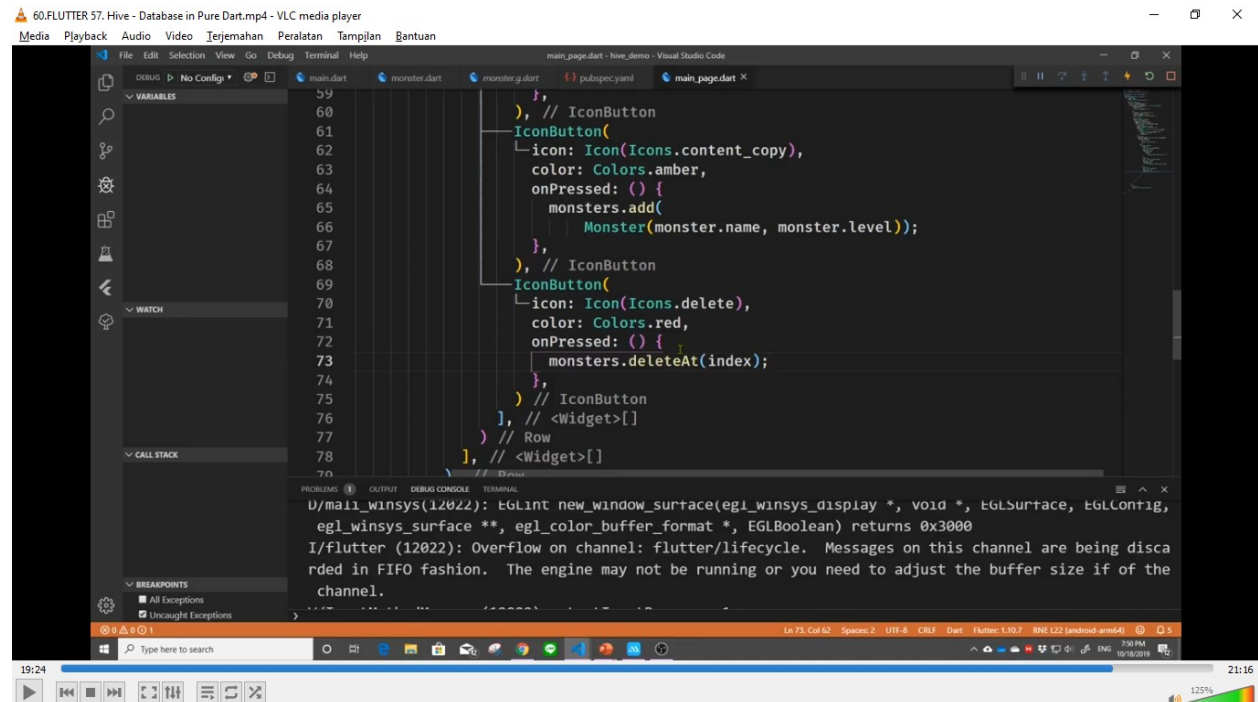 60.FLUTTER 57. Hive - Database in Pure Dart.mp4 - VLC media player
Media Playback Audio Video Terjemahan Peralatan Tampilan Bantuan
File Edit Selection View Go Debug Terminal Help
main_page.dart - hive_demo - Visual Studio Code
DEBUG No Configu
main.dart monster.dart monster.g.dart pubspec.yaml main_page.dart
VARIABLES
59 },
60 ), // IconButton
61 IconButton(
62 icon: Icon(Icons.content_copy),
63 color: Colors.amber,
64 onPressed: () {
65 monsters.add(
66 Monster(monster.name, monster.level));
67 },
68 ), // IconButton
69 IconButton(
70 icon: Icon(Icons.delete),
71 color: Colors.red,
72 onPressed: () {
73 monsters.deleteAt(index);
74 },
75 ) // IconButton
76 ], // <Widget>[]
77 ) // Row
78 ], // <Widget>[]
79 ) // Row
WATCH
CALL STACK
BREAKPOINTS
All Exceptions
Uncaught Exceptions
PROBLEMS 1 OUTPUT DEBUG CONSOLE TERMINAL
D/mali_winsys(12022): EGLint new_window_surface(egl_winsys_display *, void *, EGLSurface, EGLConfig,
egl_winsys_surface **, egl_color_buffer_format *, EGLBoolean) returns 0x3000
I/flutter (12022): Overflow on channel: flutter/lifecycle. Messages on this channel are being disca
rded in FIFO fashion. The engine may not be running or you need to adjust the buffer size if of the
channel.
0 0 1
Ln 73, Col 62 Spaces: 2 UTF-8 CRLF Dart Flutter: 1.10.7 RNE L22 (android-arm64) 5
Type here to search
ENG
7:50 PM
10/18/2019
19:24
21:16
125%